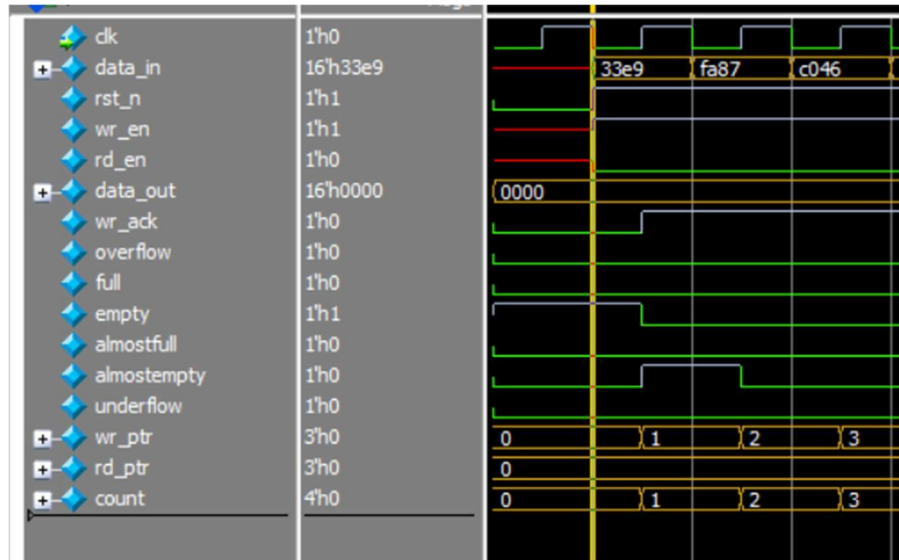 clk 1'h0
data_in 16'h33e9 33e9 fa87 c046
rst_n 1'h1
wr_en 1'h1
rd_en 1'h0
data_out 16'h0000 0000
wr_ack 1'h0
overflow 1'h0
full 1'h0
empty 1'h1
almostfull 1'h0
almostempty 1'h0
underflow 1'h0
wr_ptr 3'h0 0 1 2 3
rd_ptr 3'h0 0
count 4'h0 0 1 2 3